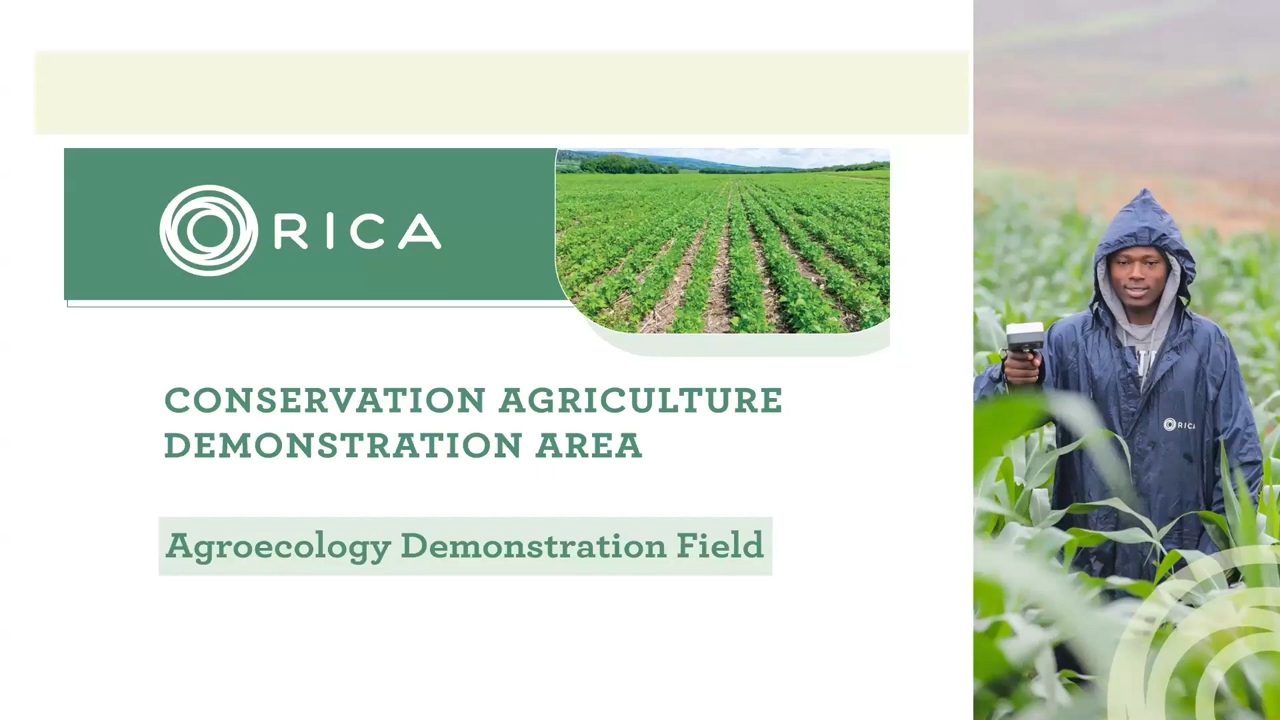 RICA
CONSERVATION AGRICULTURE
DEMONSTRATION AREA
Agroecology Demonstration Field
RICA